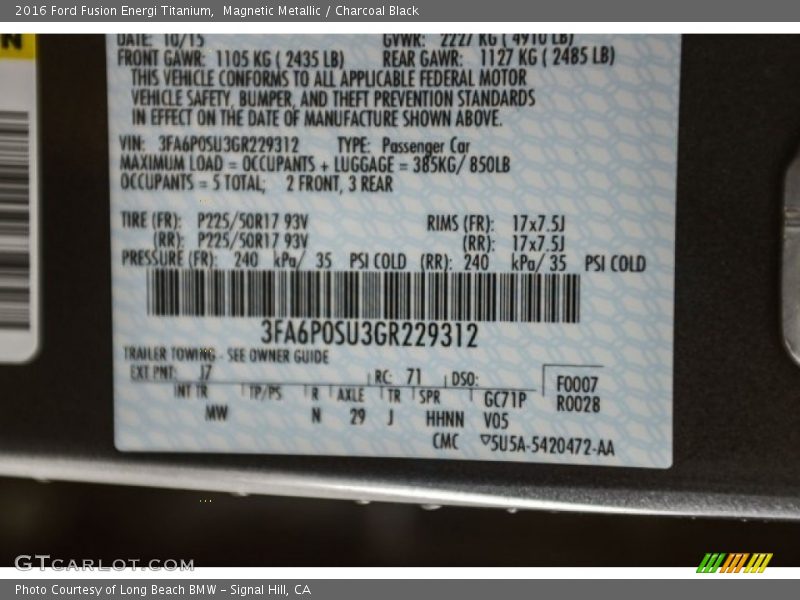 2016 Ford Fusion Energi Titanium,  Magnetic Metallic / Charcoal Black
N
DATE: 10/15 GVWR: 2227 KG ( 4910 LB)
FRONT GAWR: 1105 KG ( 2435 LB) REAR GAWR: 1127 KG ( 2485 LB)
THIS VEHICLE CONFORMS TO ALL APPLICABLE FEDERAL MOTOR
VEHICLE SAFETY, BUMPER, AND THEFT PREVENTION STANDARDS
IN EFFECT ON THE DATE OF MANUFACTURE SHOWN ABOVE.
VIN: 3FA6P0SU3GR229312 TYPE: Passenger Car
MAXIMUM LOAD = OCCUPANTS + LUGGAGE = 385KG/ 850LB
OCCUPANTS = 5 TOTAL; 2 FRONT, 3 REAR
TIRE (FR): P225/50R17 93V RIMS (FR): 17x7.5J
(RR): P225/50R17 93V (RR): 17x7.5J
PRESSURE (FR): 240 kPa/ 35 PSI COLD (RR): 240 kPa/ 35 PSI COLD
3FA6P0SU3GR229312
TRAILER TOWING - SEE OWNER GUIDE
EXT PNT: J7 RC: 71 DSO: F0007
R0028
INT TR TP/PS R AXLE TR SPR GC71P
MW N 29 J HHNN V05
CMC ▽5U5A-5420472-AA
GTCARLOT.COM
Photo Courtesy of Long Beach BMW - Signal Hill, CA